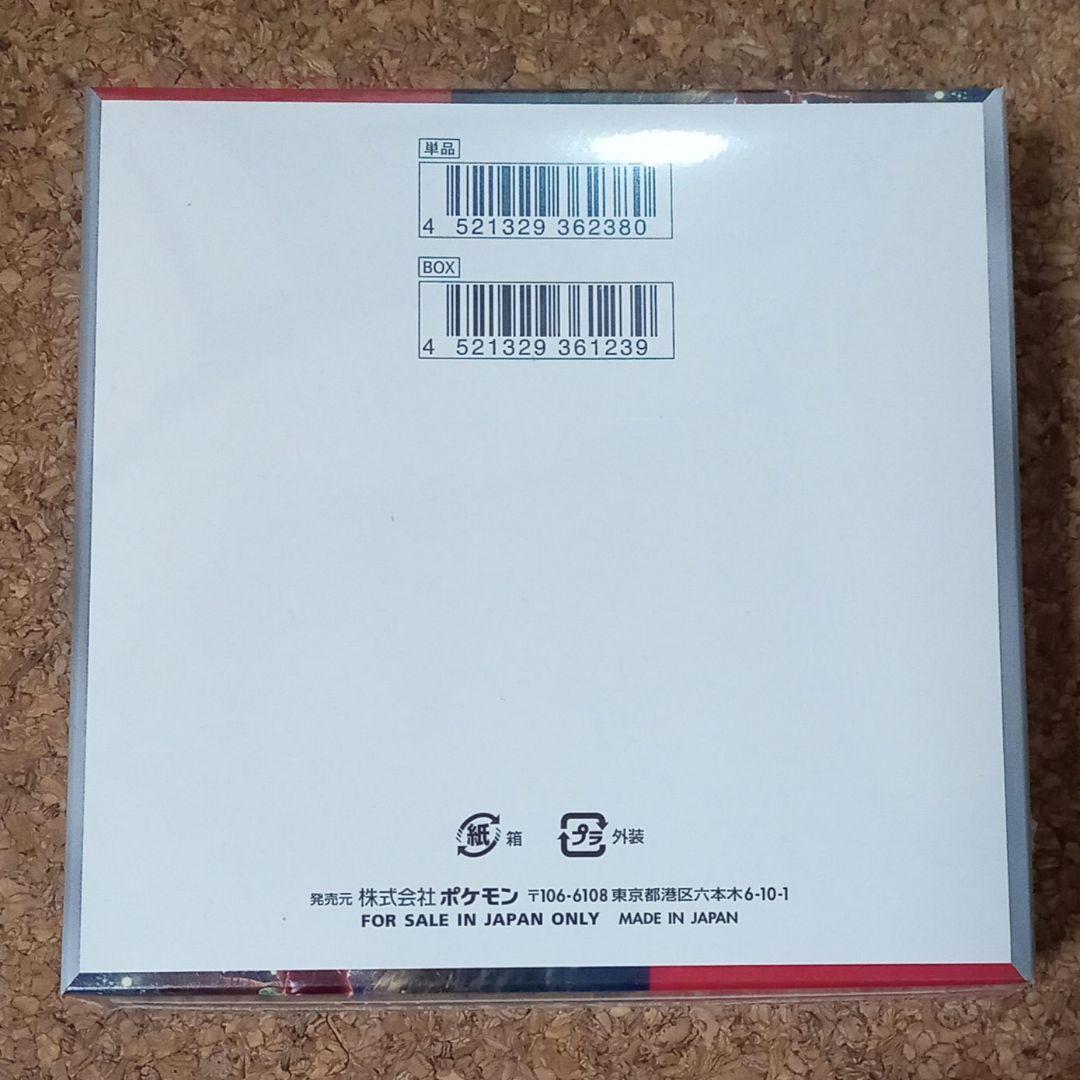 単品
4 521329 362380
BOX
4 521329 361239
紙 箱 プラ 外装
発売元 株式会社 ポケモン 〒106-6108 東京都港区六本木6-10-1
FOR SALE IN JAPAN ONLY MADE IN JAPAN